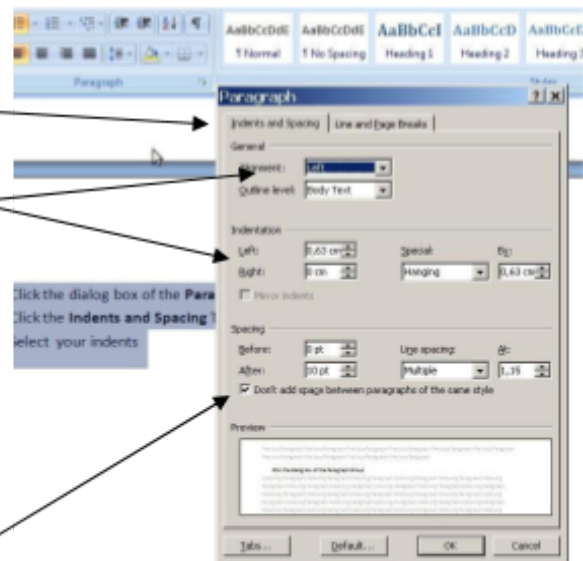 AaBbCcDdE AaBbCcDdE AaBbCcI AaBbCcD AaBbCcD
¶ Normal ¶ No Spacing Heading 1 Heading 2 Heading 3
Paragraph Styles
Paragraph
Indents and Spacing Line and Page Breaks
General
Alignment: Left
Outline level: Body Text
Indentation
Left: 0,63 cm Special: By:
Right: 0 cm Hanging 0,63 cm
Mirror indents
Click the dialog box of the Para
Click the Indents and Spacing T
Select your indents
Spacing
Before: 0 pt Line spacing: At:
After: 10 pt Multiple 1,15
Don't add space between paragraphs of the same style
Preview
Tabs... Default... OK Cancel